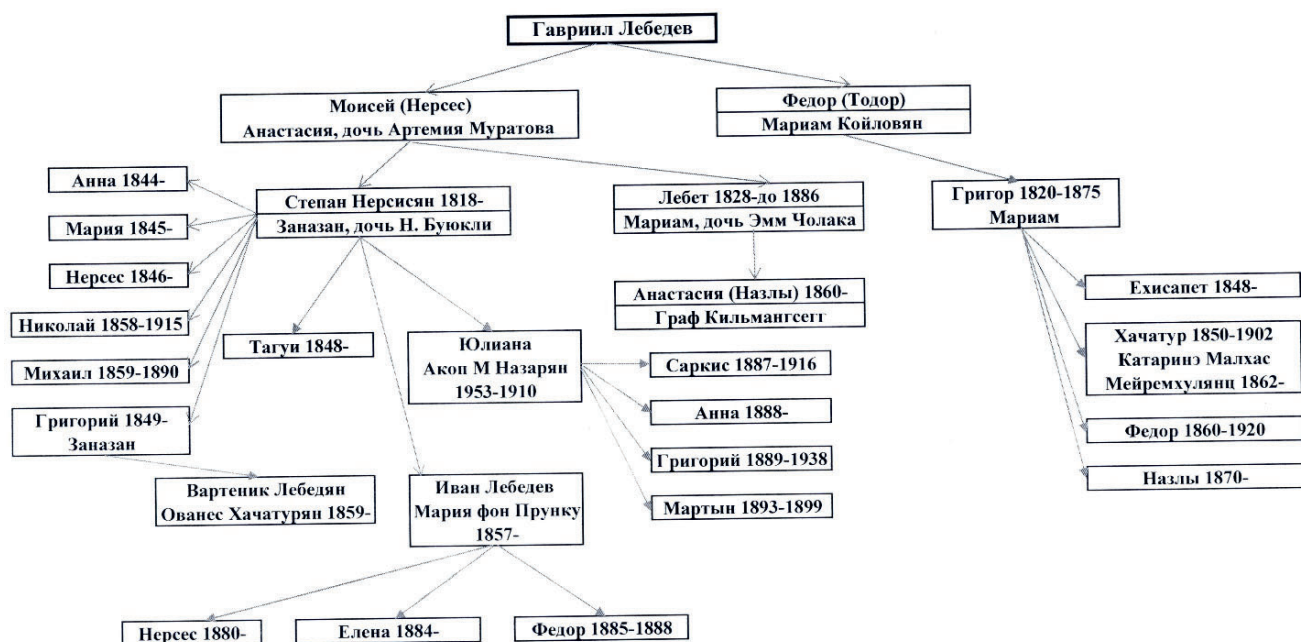 Гавриил Лебедев
Моисей (Нерсес)
Анастасия, дочь Артемия Муратова
Федор (Тодор)
Мариам Койловян
Анна 1844-
Мария 1845-
Нерсес 1846-
Николай 1858-1915
Михаил 1859-1890
Григорий 1849-
Заназан
Степан Нерсисян 1818-
Заназан, дочь Н. Буюкли
Лебет 1828-до 1886
Мариам, дочь Эмм Чолака
Григор 1820-1875
Мариам
Анастасия (Назлы) 1860-
Граф Кильмангсегг
Ехисапет 1848-
Хачатур 1850-1902
Катаринэ Малхас
Мейремхулянц 1862-
Федор 1860-1920
Назлы 1870-
Тагуи 1848-
Юлиана
Акоп М Назарян
1953-1910
Саркис 1887-1916
Анна 1888-
Григорий 1889-1938
Мартын 1893-1899
Вартеник Лебедян
Ованес Хачатурян 1859-
Иван Лебедев
Мария фон Прунку
1857-
Нерсес 1880-
Елена 1884-
Федор 1885-1888